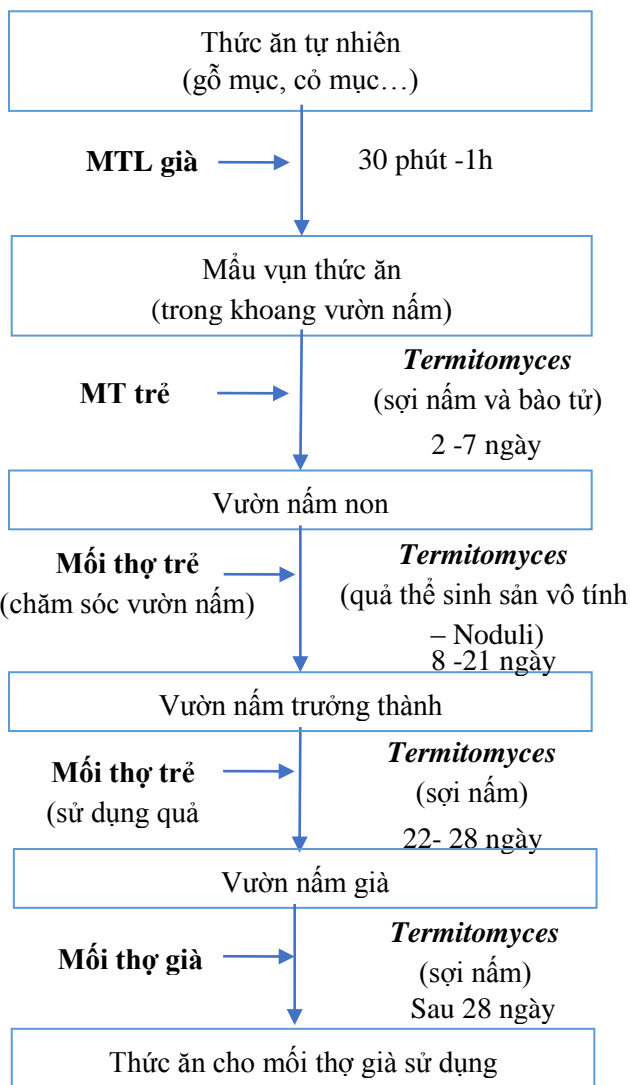 Thức ăn tự nhiên
(gỗ mục, cỏ mục…)
MTL già
30 phút -1h
Mẩu vụn thức ăn
(trong khoang vườn nấm)
MT trẻ
Termitomyces
(sợi nấm và bào tử)
2 -7 ngày
Vườn nấm non
Mối thợ trẻ
(chăm sóc vườn nấm)
Termitomyces
(quả thể sinh sản vô tính
– Noduli)
8 -21 ngày
Vườn nấm trưởng thành
Mối thợ trẻ
(sử dụng quả
Termitomyces
(sợi nấm)
22- 28 ngày
Vườn nấm già
Mối thợ già
Termitomyces
(sợi nấm)
Sau 28 ngày
Thức ăn cho mối thợ già sử dụng